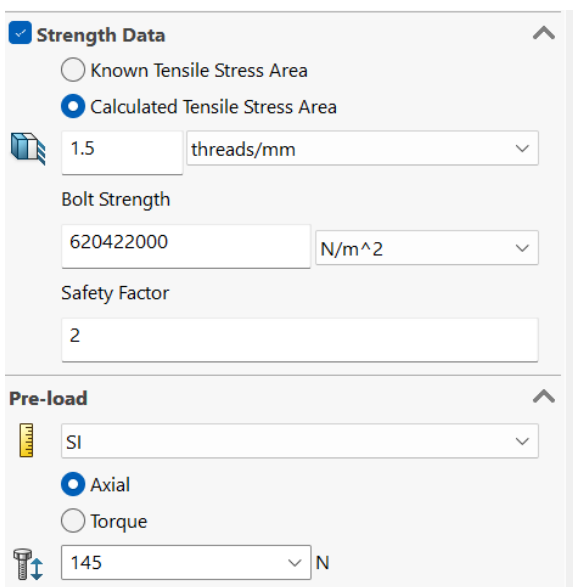 Strength Data
Known Tensile Stress Area
Calculated Tensile Stress Area
1.5 threads/mm
Bolt Strength
620422000 N/m^2
Safety Factor
2
Pre-load
SI
Axial
Torque
145 N